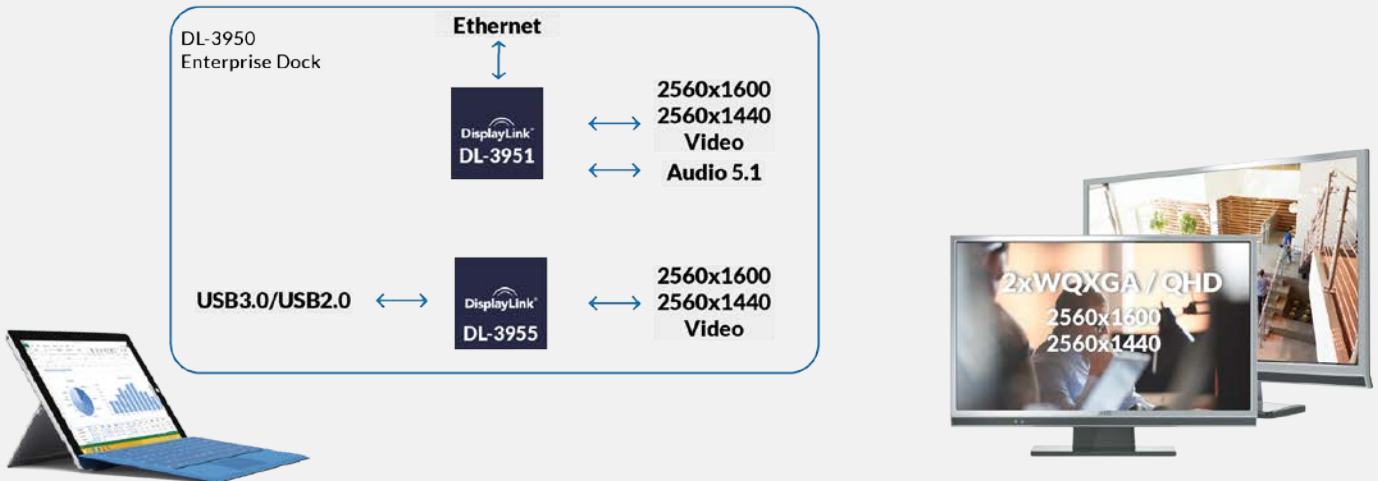 DL-3950
Enterprise Dock
Ethernet
DisplayLink®
DL-3951
2560x1600
2560x1440
Video
Audio 5.1
USB3.0/USB2.0
DisplayLink®
DL-3955
2560x1600
2560x1440
Video
2xWQXGA / QHD
2560x1600
2560x1440